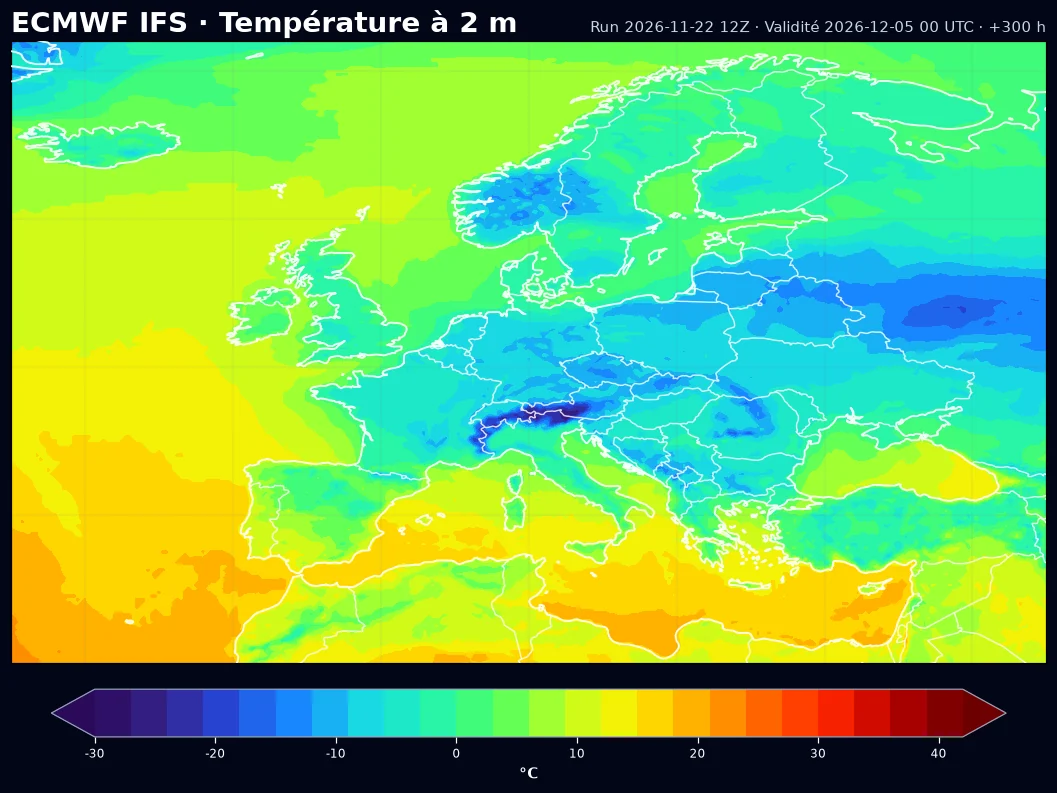 ECMWF IFS · Température à 2 m
Run 2026-11-22 12Z · Validité 2026-12-05 00 UTC · +300 h
-30 -20 -10 0 10 20 30 40
°C